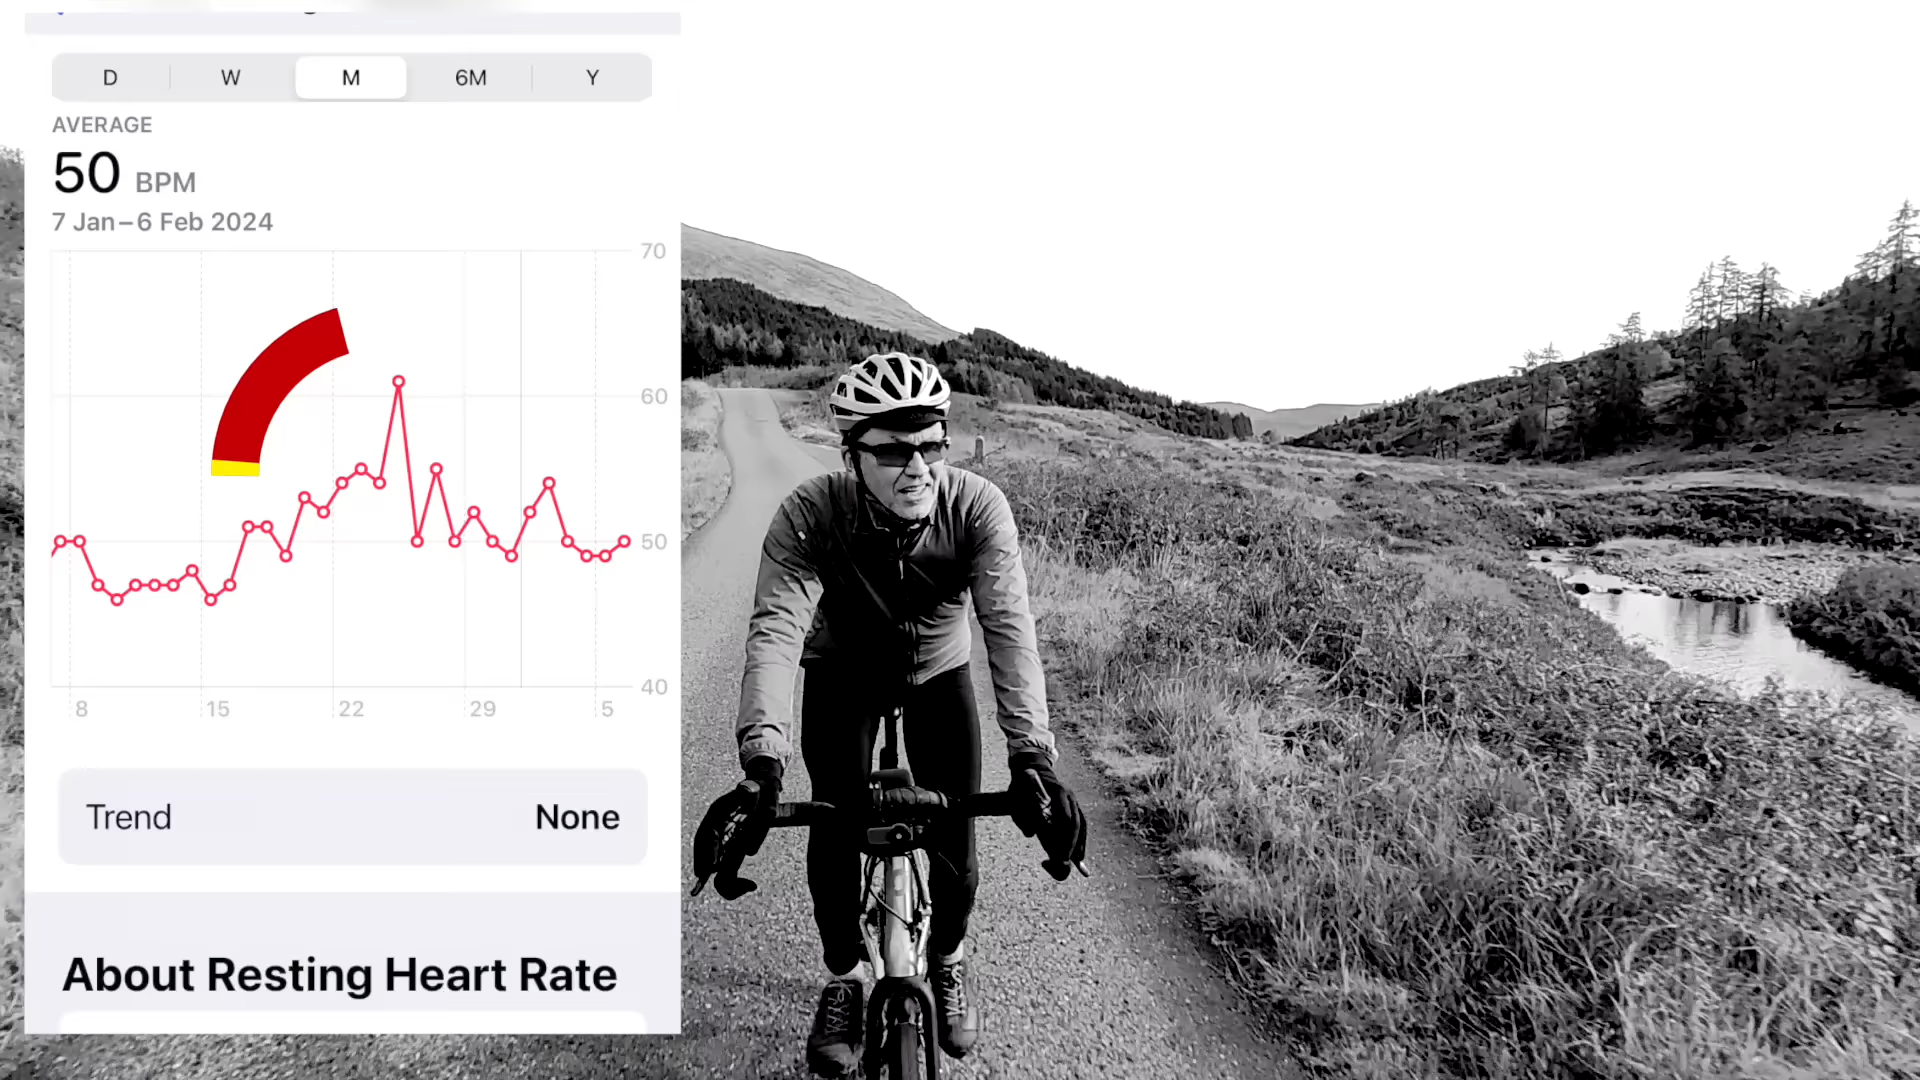 D W M 6M Y
AVERAGE
50 BPM
7 Jan–6 Feb 2024
70
60
50
40
8 15 22 29 5
Trend None
About Resting Heart Rate